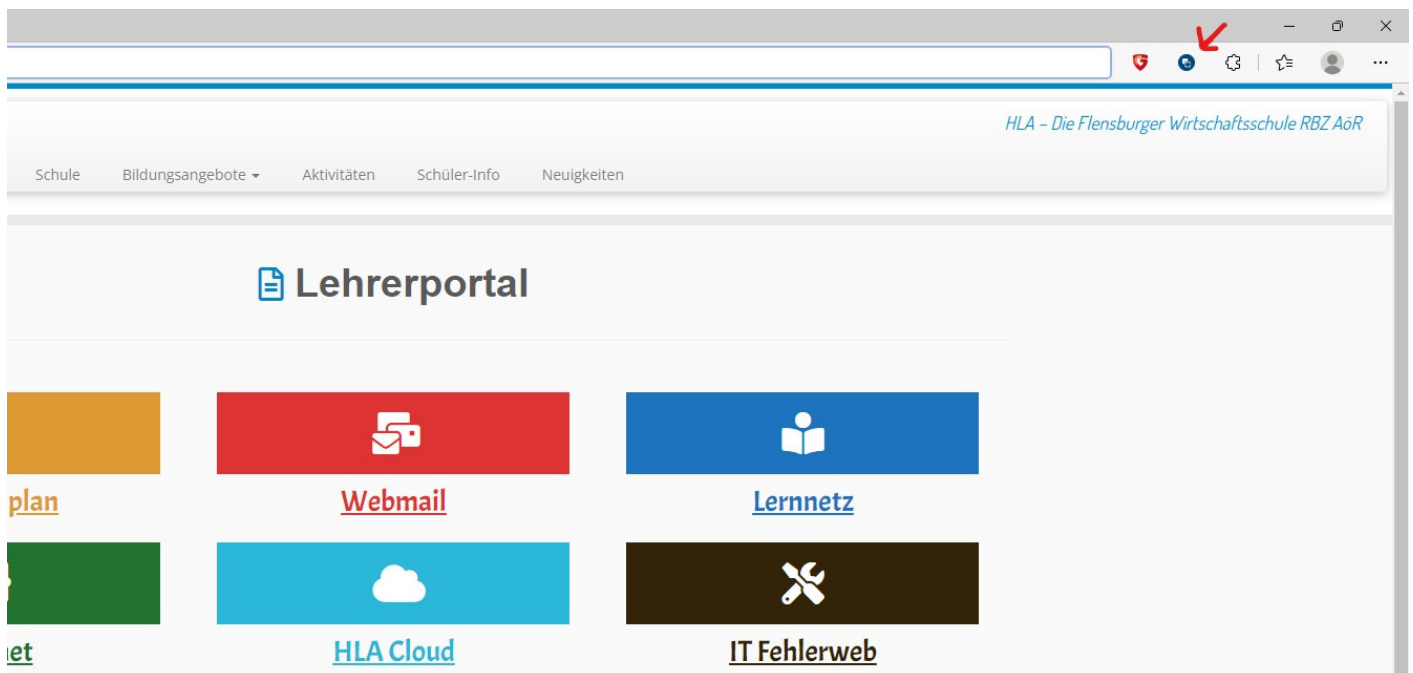 HLA – Die Flensburger Wirtschaftsschule RBZ AöR
Schule Bildungsangebote Aktivitäten Schüler-Info Neuigkeiten
Lehrerportal
plan Webmail Lernnetz
et HLA Cloud IT Fehlerweb